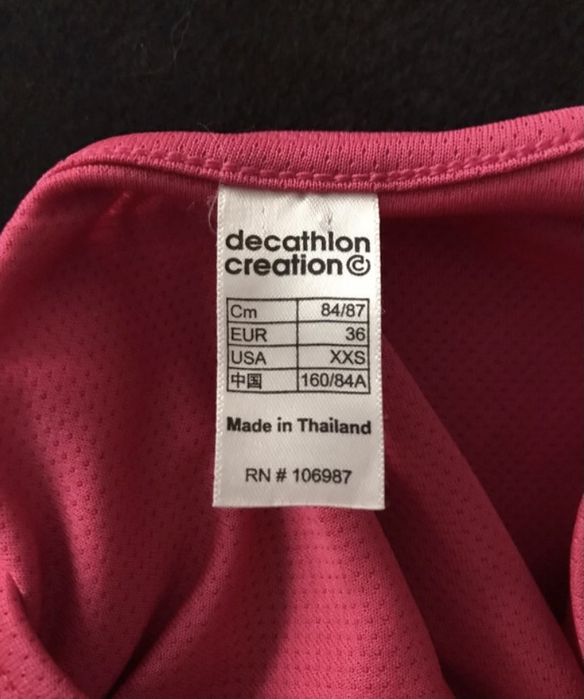 decathlon
creation©
Cm 84/87
EUR 36
USA XXS
中国 160/84A
Made in Thailand
RN # 106987